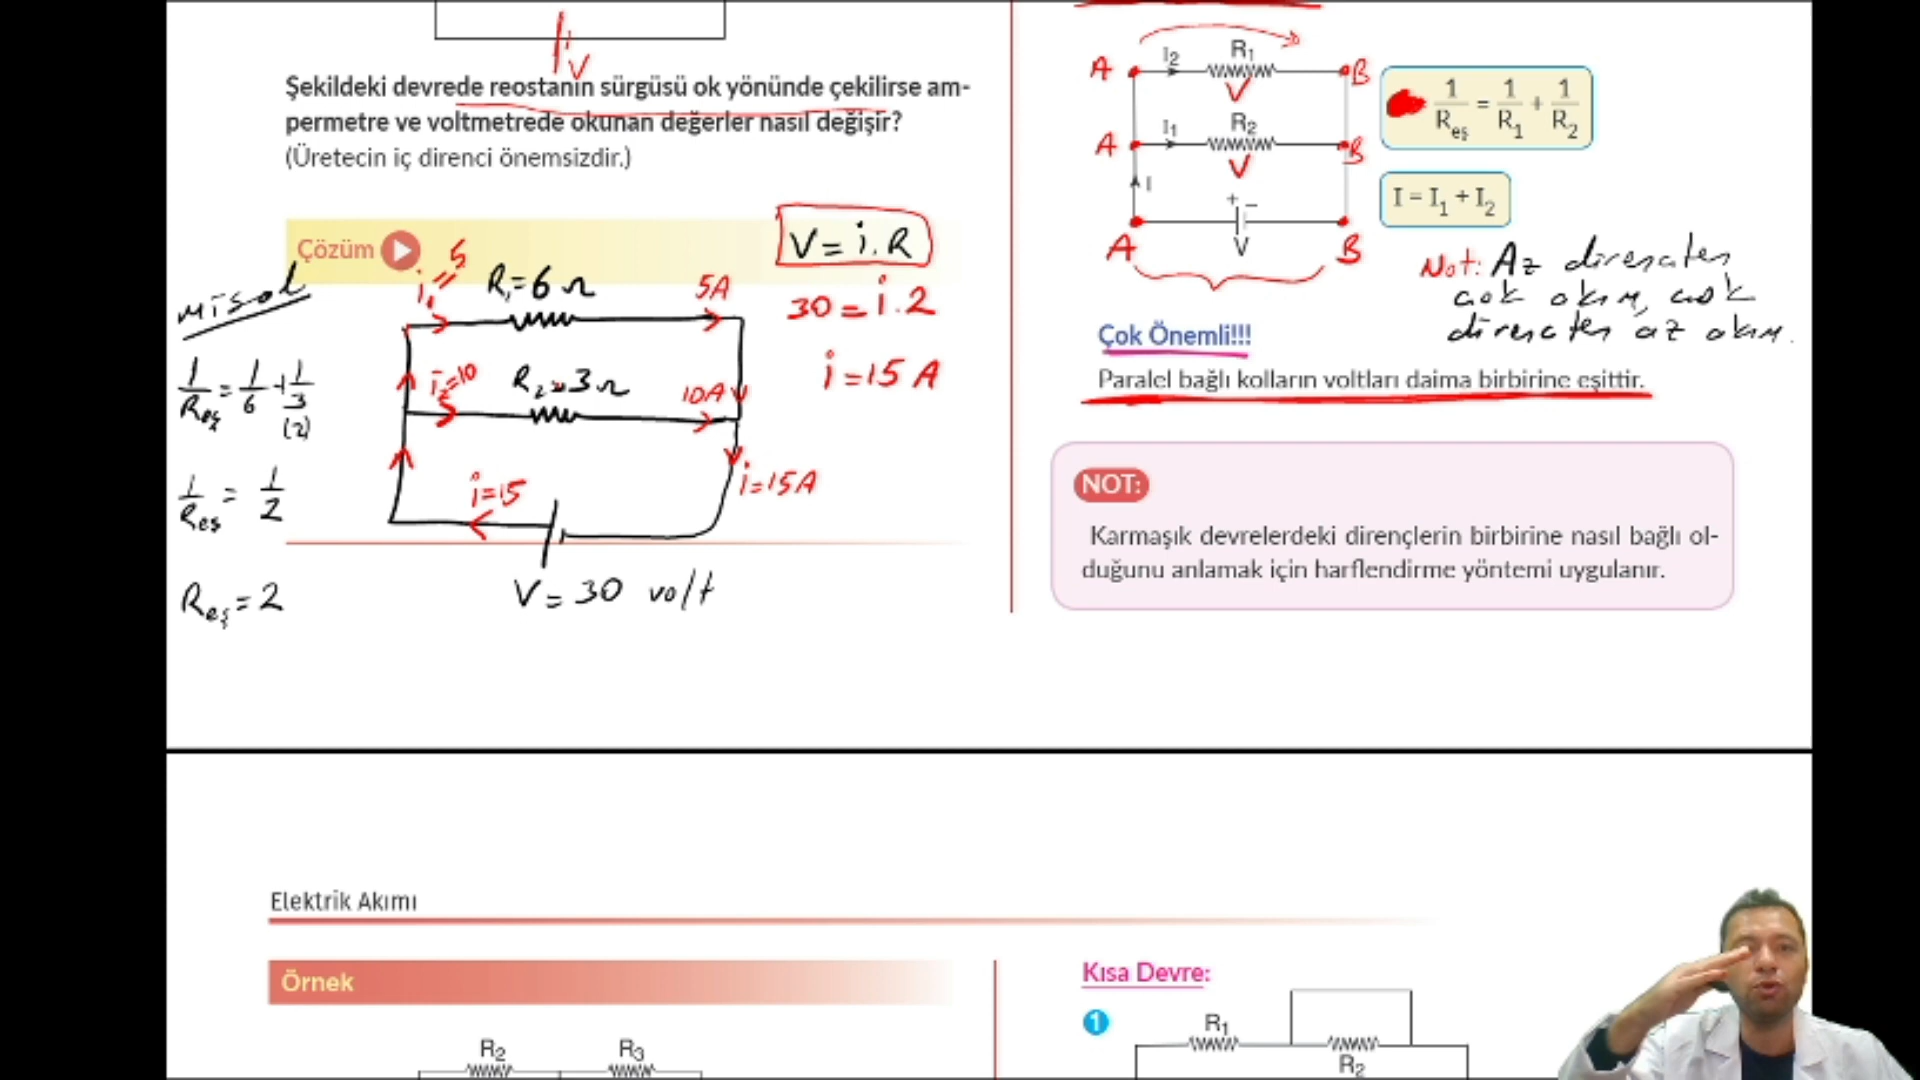 V
Şekildeki devrede reostanın sürgüsü ok yönünde çekilirse am-
permetre ve voltmetrede okunan değerler nasıl değişir?
(Üretecin iç direnci önemsizdir.)
Çözüm
misal
1/Reş = 1/6 + 1/3
(2)
1/Reş = 1/2
Reş = 2
i₁ = 5
R₁ = 6 Ω
5A
i₂ = 10
R₂ = 3 Ω
10A
i = 15
i = 15A
V = 30 volt
V = i.R
30 = i.2
i = 15 A
A I₂ R₁ B
V
A I₁ R₂ B
V
I
+ −
A V B
1/Reş = 1/R₁ + 1/R₂
I = I₁ + I₂
Not: Az dirençten
çok akım, çok
dirençten az akım.
Çok Önemli!!!
Paralel bağlı kolların voltları daima birbirine eşittir.
NOT:
Karmaşık devrelerdeki dirençlerin birbirine nasıl bağlı ol-
duğunu anlamak için harflendirme yöntemi uygulanır.
Elektrik Akımı
Örnek
R₂ R₃
Kısa Devre:
1
R₁
R₂